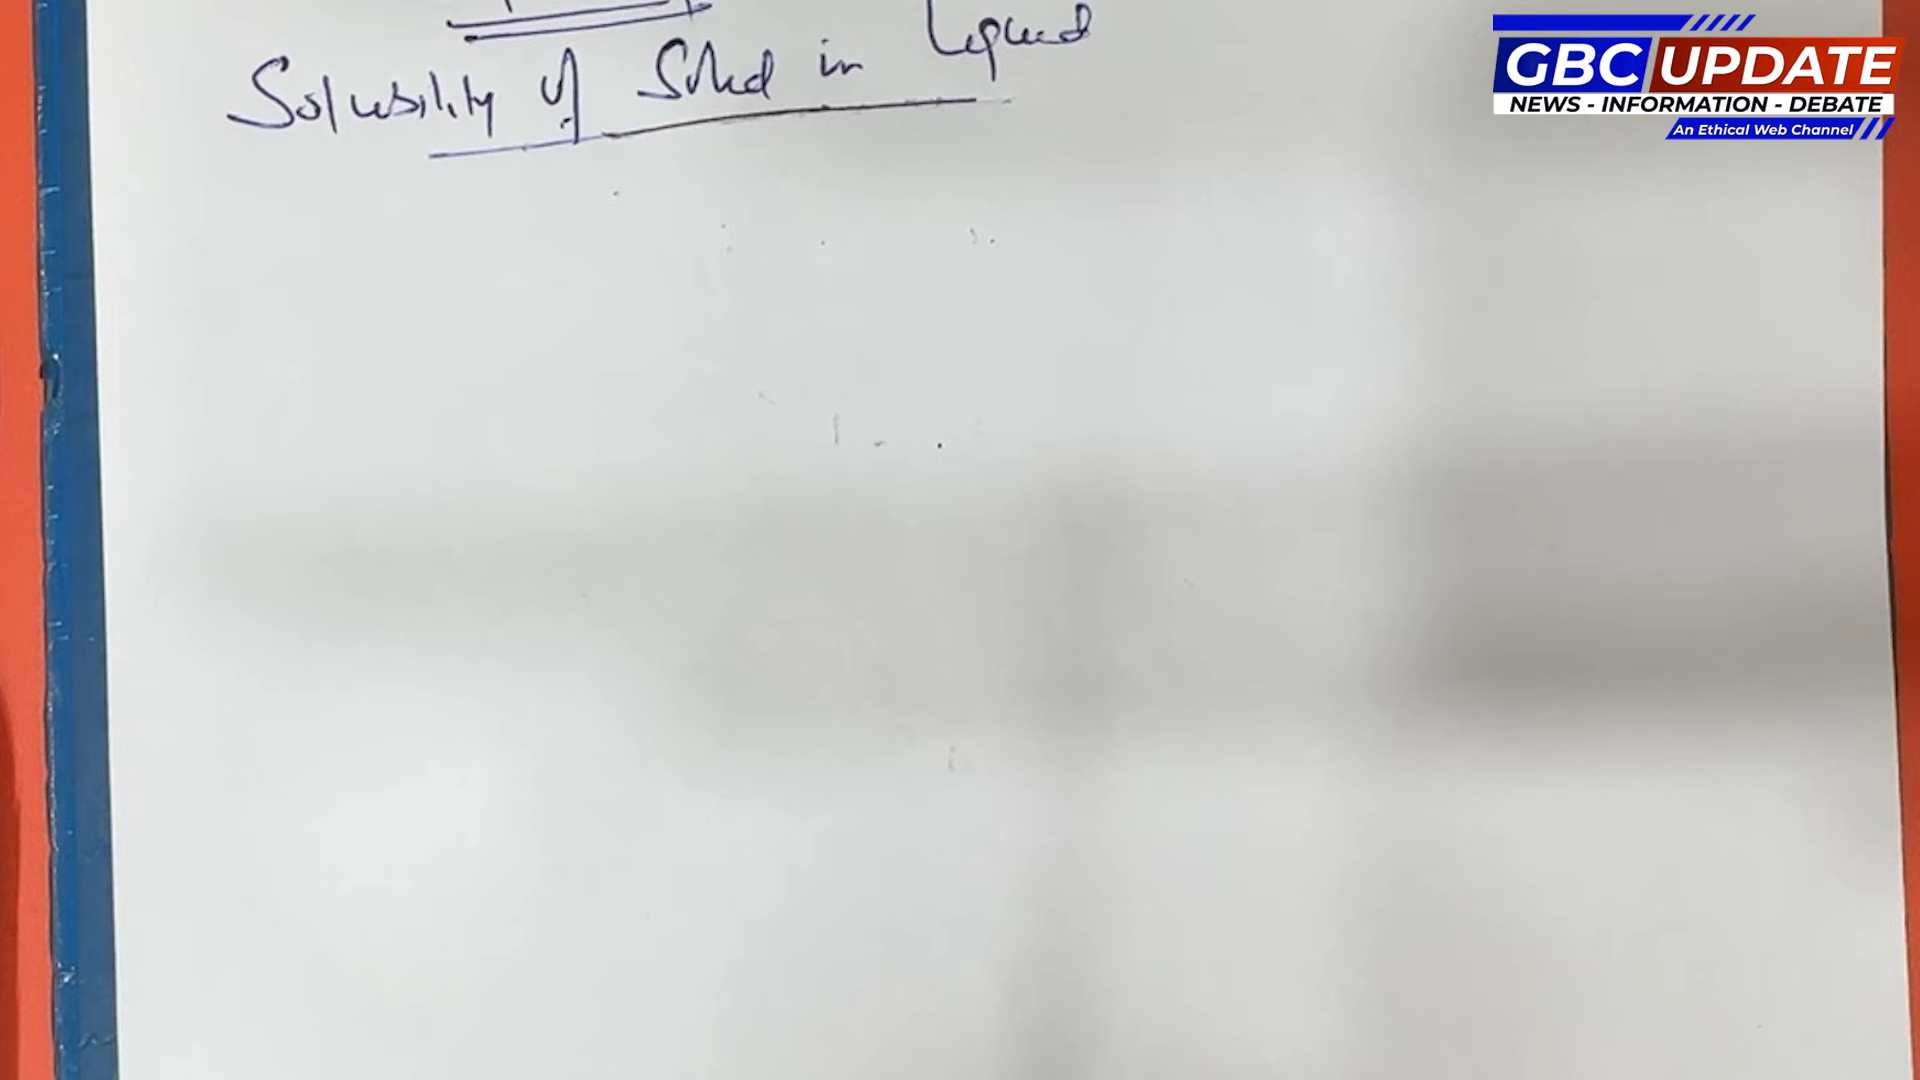 Solubility of Solid in Liquid
GBC UPDATE
NEWS - INFORMATION - DEBATE
An Ethical Web Channel